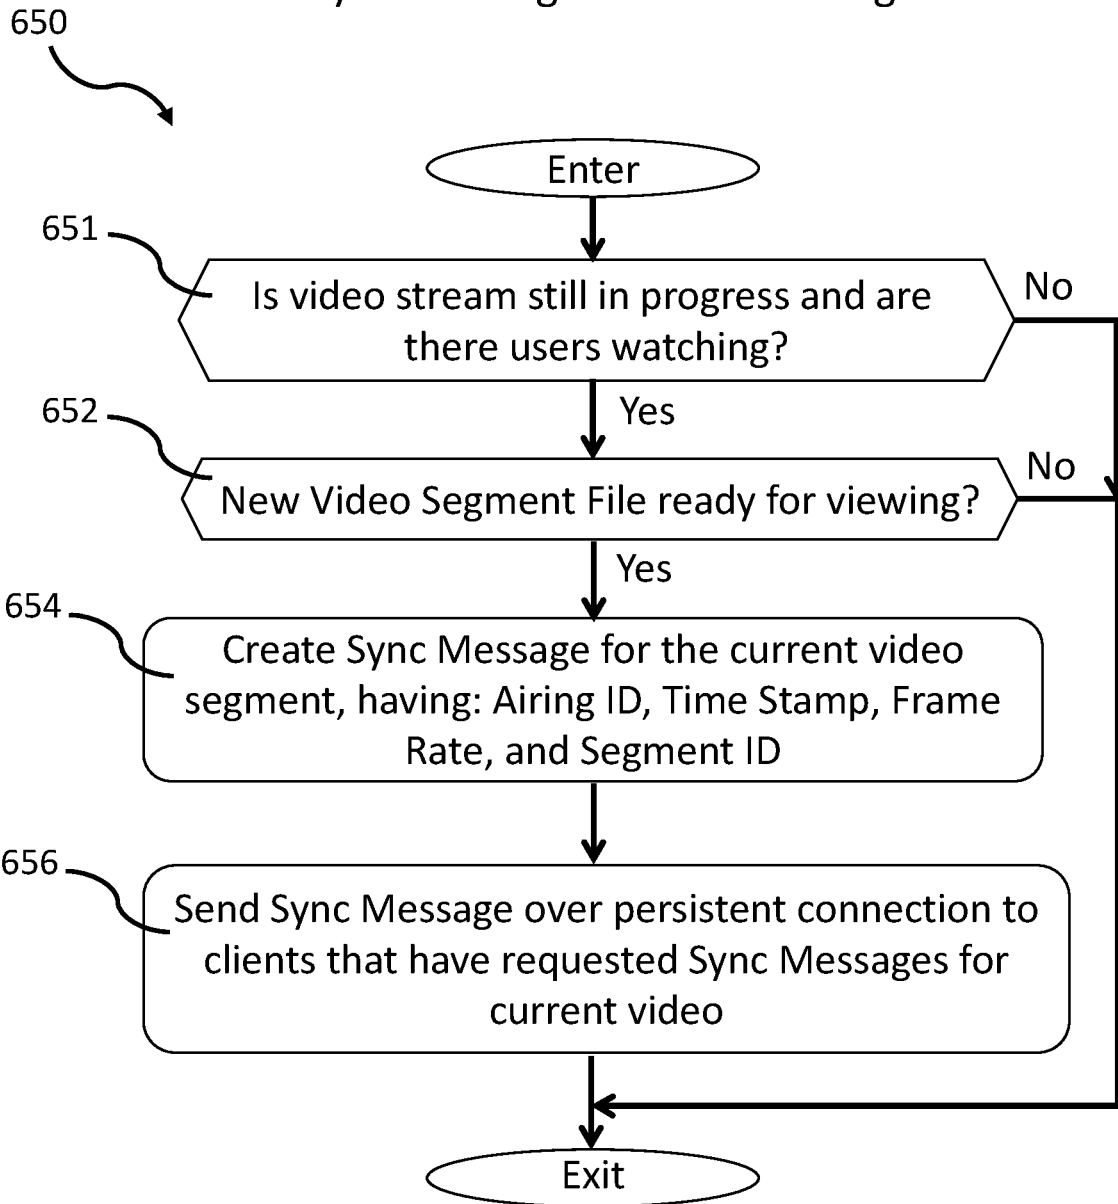 650
Enter
651
Is video stream still in progress and are
there users watching?
No
Yes
652
New Video Segment File ready for viewing?
No
Yes
654
Create Sync Message for the current video
segment, having: Airing ID, Time Stamp, Frame
Rate, and Segment ID
656
Send Sync Message over persistent connection to
clients that have requested Sync Messages for
current video
Exit